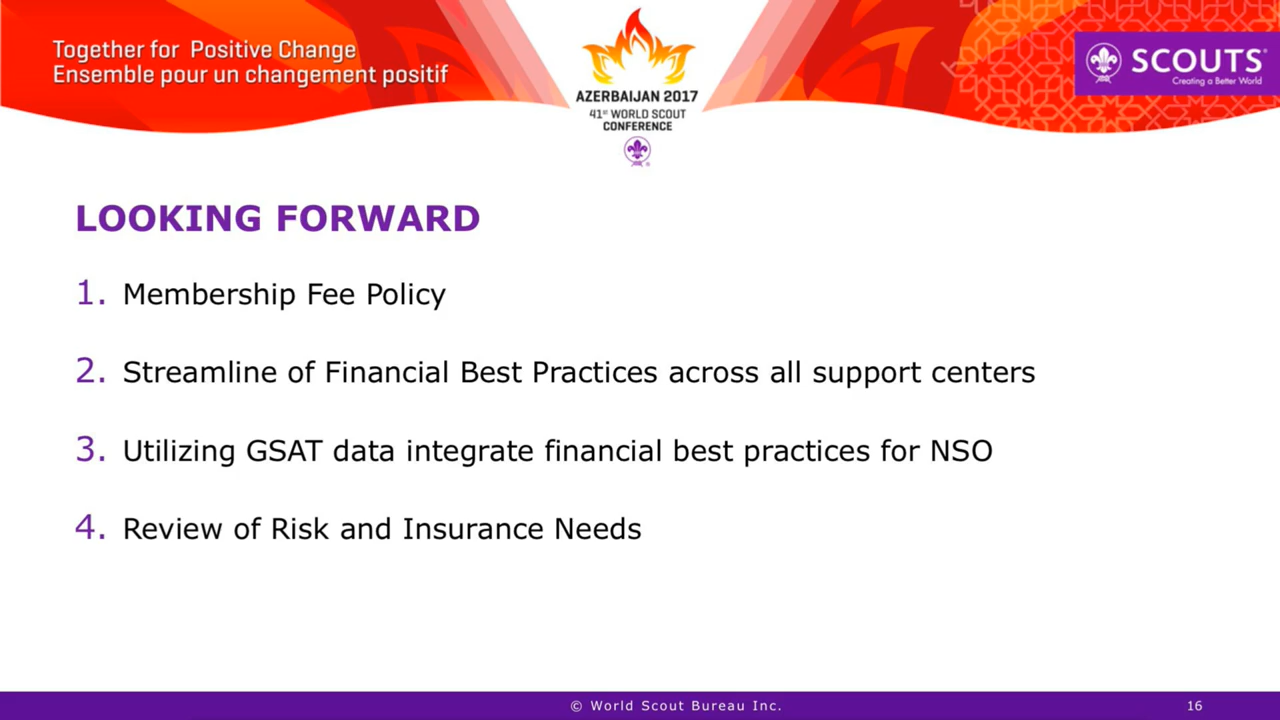 Together for Positive Change
Ensemble pour un changement positif
AZERBAIJAN 2017
41st WORLD SCOUT
CONFERENCE
SCOUTS®
Creating a Better World
LOOKING FORWARD
1. Membership Fee Policy
2. Streamline of Financial Best Practices across all support centers
3. Utilizing GSAT data integrate financial best practices for NSO
4. Review of Risk and Insurance Needs
© World Scout Bureau Inc.
16